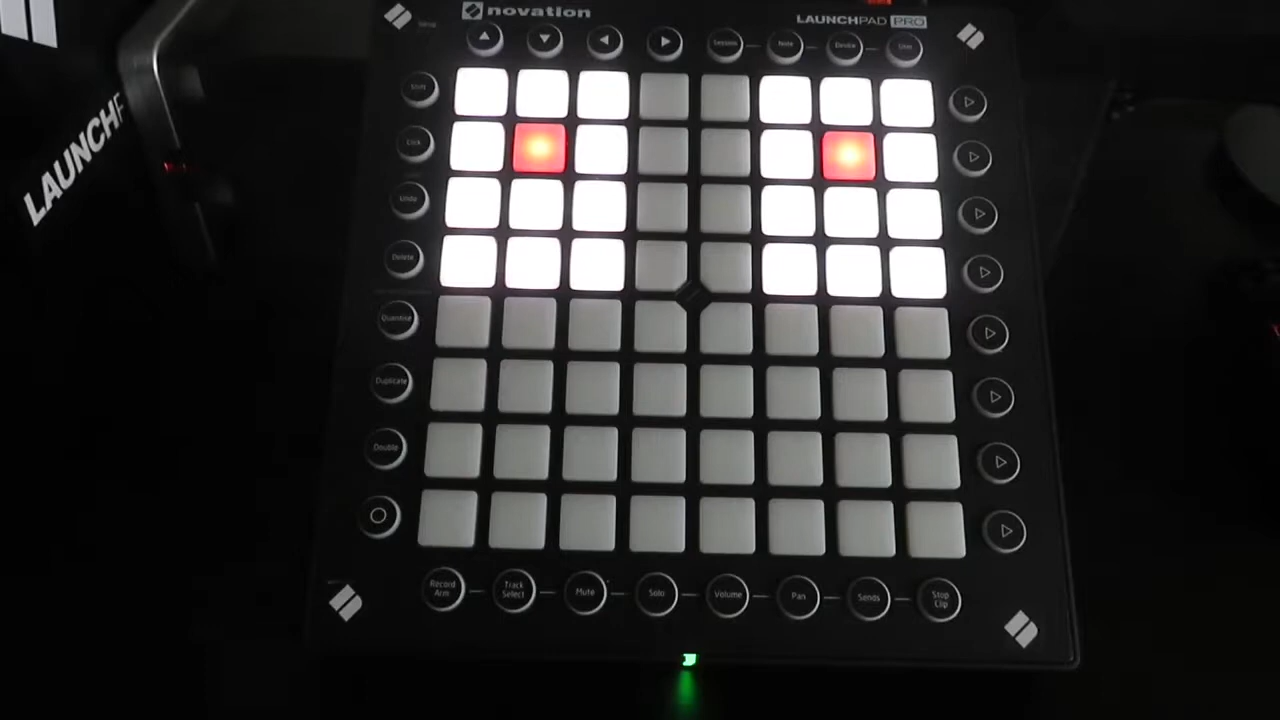 novation
LAUNCHPAD PRO
Setup
Session
Note
Device
User
Shift
Click
Undo
Delete
Quantise
Duplicate
Double
LAUNCHP
Record
Arm
Track
Select
Mute
Solo
Volume
Pan
Sends
Stop
Clip